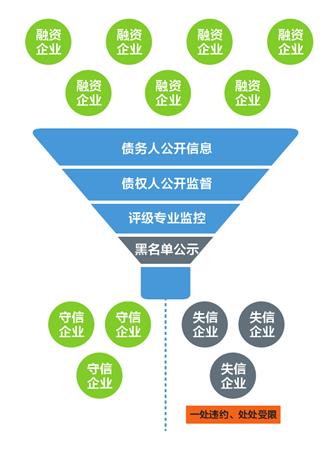 融资
企业
融资
企业
融资
企业
融资
企业
融资
企业
融资
企业
融资
企业
债务人公开信息
债权人公开监督
评级专业监控
黑名单公示
守信
企业
守信
企业
失信
企业
失信
企业
守信
企业
失信
企业
一处违约、处处受限